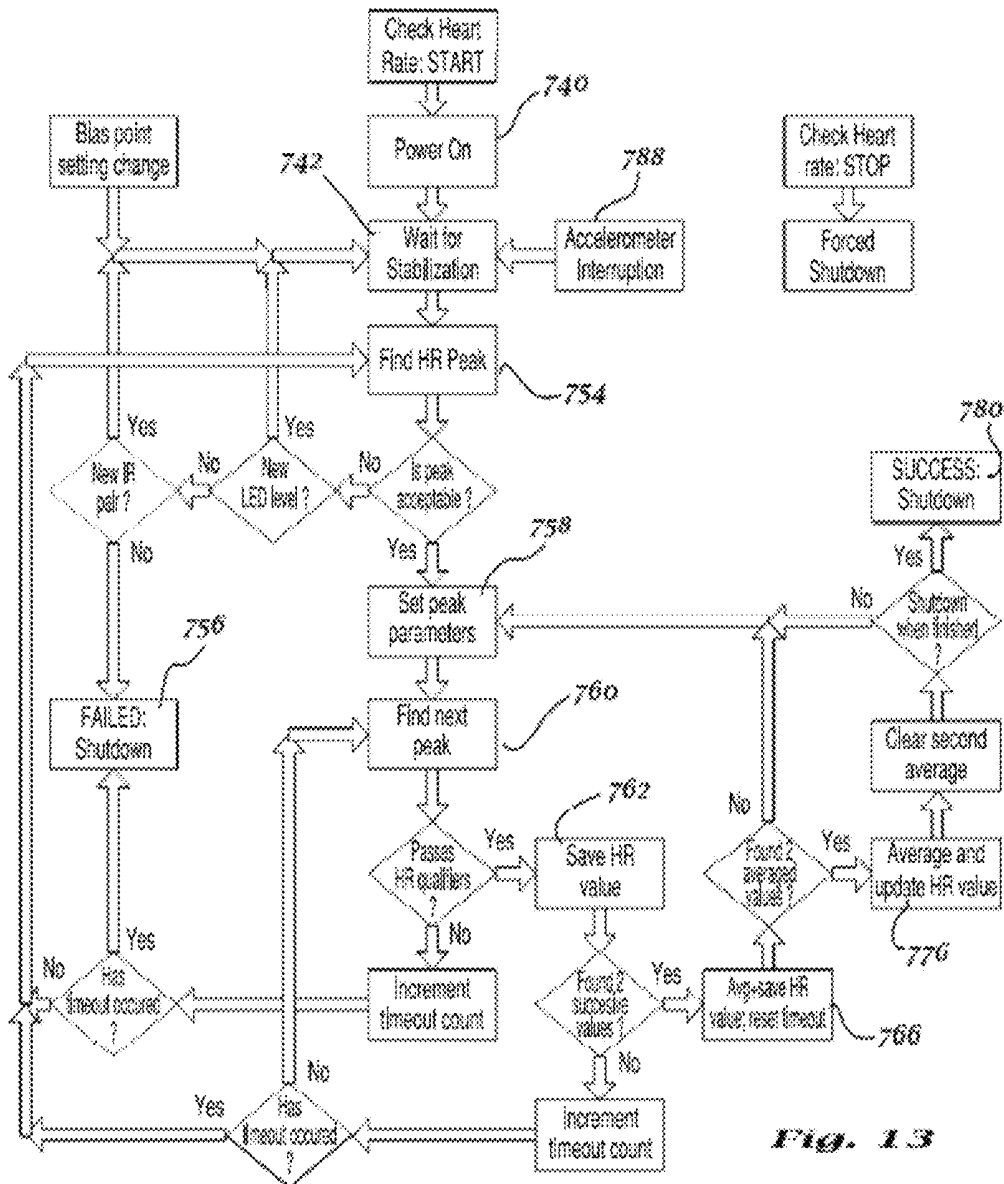 Check Heart
Rate: START
740
Power On
Bias point
setting change
742
788
Check Heart
rate: STOP
Wait for
Stabilization
Accelerometer
Interruption
Forced
Shutdown
Find HR Peak
754
Yes
Yes
New IR
pair ?
No
New
LED level ?
No
Is peak
acceptable ?
780
SUCCESS:
Shutdown
No
Yes
758
Yes
Set peak
parameters
No
Shutdown
when finished
?
756
FAILED:
Shutdown
Find next
peak
760
Clear second
average
762
No
Passas
HR qualifiers
?
Yes
Save HR
value
Found 2
averaged
values ?
Yes
Average and
update HR value
776
Yes
No
No
Has
timeout occured
?
Increment
timeout count
Found 2
succesive
values ?
Yes
Avg+save HR
value; reset timeout
766
No
No
Yes
Has
timeout occured
?
Increment
timeout count
Fig. 13